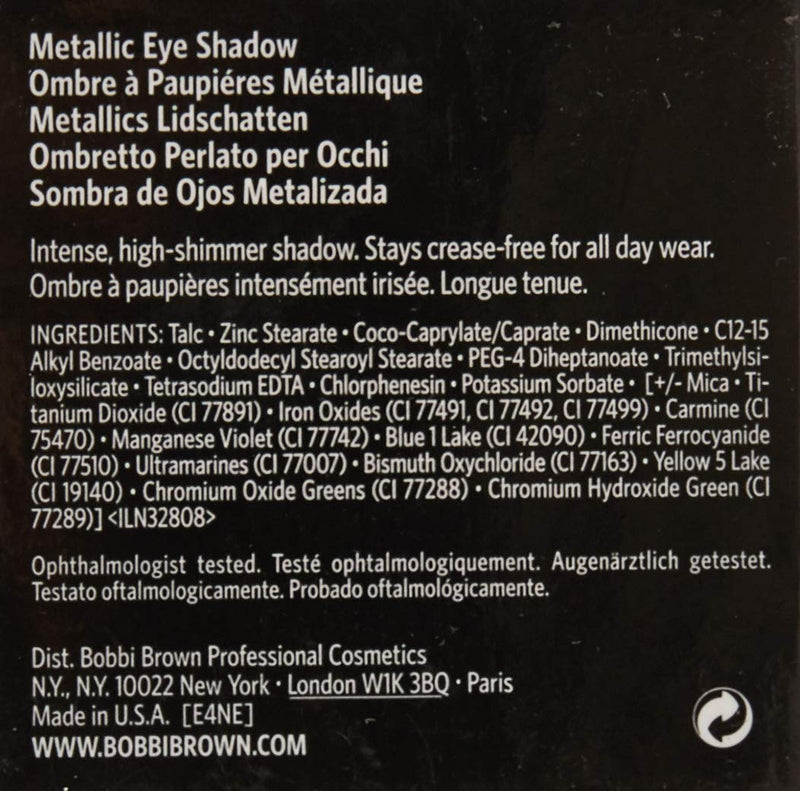 Metallic Eye Shadow
Ombre à Paupiéres Métallique
Metallics Lidschatten
Ombretto Perlato per Occhi
Sombra de Ojos Metalizada
Intense, high-shimmer shadow. Stays crease-free for all day wear.
Ombre à paupières intensément irisée. Longue tenue.
INGREDIENTS: Talc • Zinc Stearate • Coco-Caprylate/Caprate • Dimethicone • C12-15
Alkyl Benzoate • Octyldodecyl Stearoyl Stearate • PEG-4 Diheptanoate • Trimethylsi-
loxysilicate • Tetrasodium EDTA • Chlorphenesin • Potassium Sorbate • [+/- Mica • Ti-
tanium Dioxide (CI 77891) • Iron Oxides (CI 77491, CI 77492, CI 77499) • Carmine (CI
75470) • Manganese Violet (CI 77742) • Blue 1 Lake (CI 42090) • Ferric Ferrocyanide
(CI 77510) • Ultramarines (CI 77007) • Bismuth Oxychloride (CI 77163) • Yellow 5 Lake
(CI 19140) • Chromium Oxide Greens (CI 77288) • Chromium Hydroxide Green (CI
77289)] <ILN32808>
Ophthalmologist tested. Testé ophtalmologiquement. Augenärztlich getestet.
Testato oftalmologicamente. Probado oftalmológicamente.
Dist. Bobbi Brown Professional Cosmetics
N.Y., N.Y. 10022 New York • London W1K 3BQ • Paris
Made in U.S.A. [E4NE]
WWW.BOBBIBROWN.COM